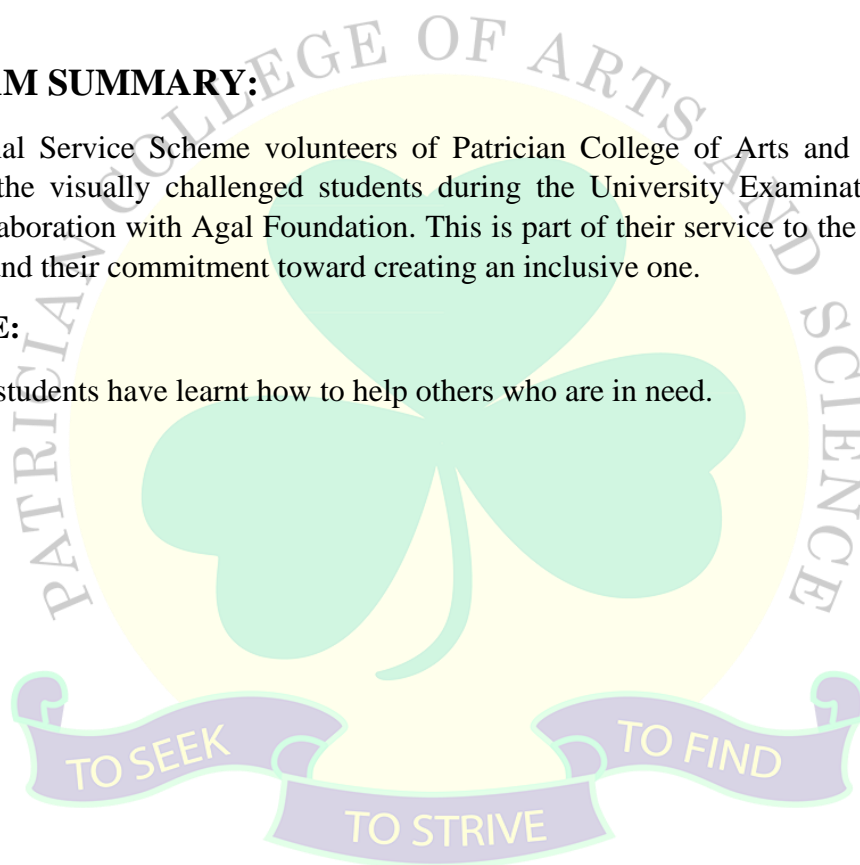 PATRICIAN COLLEGE OF ARTS AND SCIENCE
AM SUMMARY:
al Service Scheme volunteers of Patrician College of Arts and
the visually challenged students during the University Examinat
aboration with Agal Foundation. This is part of their service to the
and their commitment toward creating an inclusive one.
E:
students have learnt how to help others who are in need.
TO SEEK
TO STRIVE
TO FIND